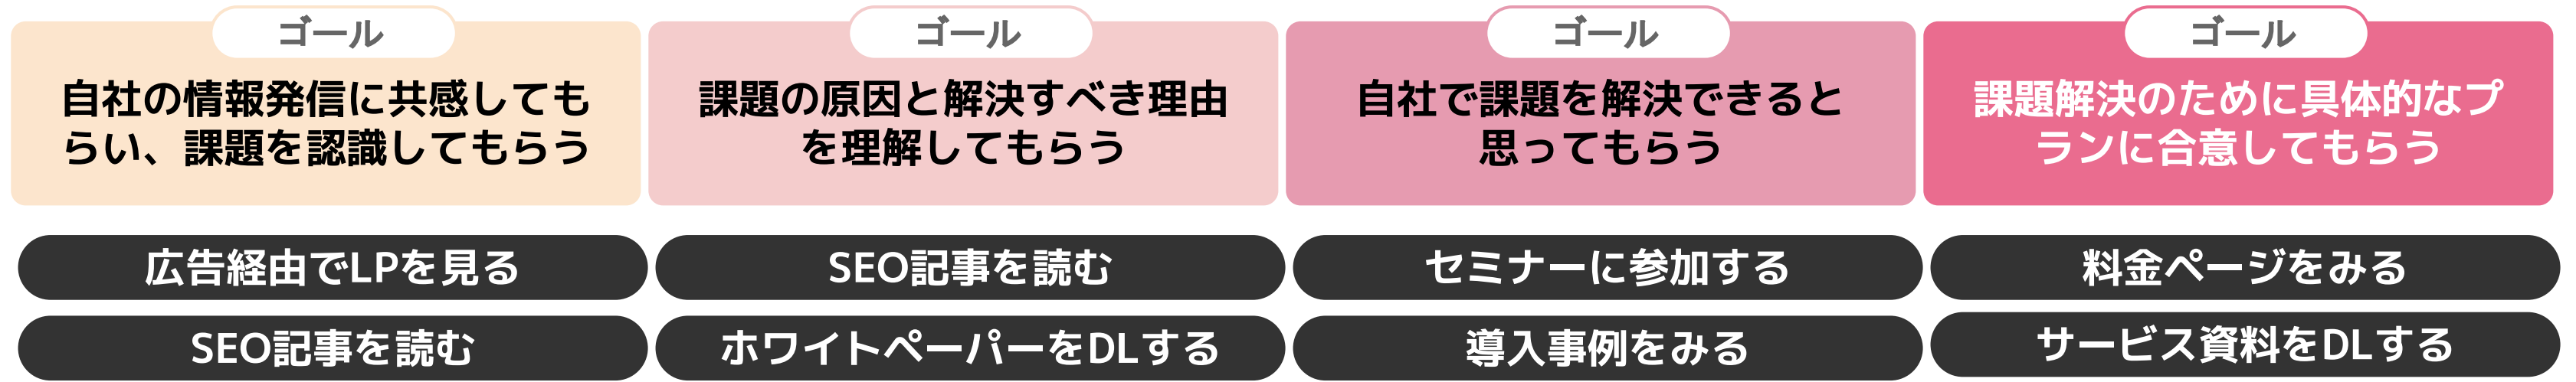 ゴール
自社の情報発信に共感しても
らい、課題を認識してもらう
広告経由でLPを見る
SEO記事を読む
ゴール
課題の原因と解決すべき理由
を理解してもらう
SEO記事を読む
ホワイトペーパーをDLする
ゴール
自社で課題を解決できると
思ってもらう
セミナーに参加する
導入事例をみる
ゴール
課題解決のために具体的なプ
ランに合意してもらう
料金ページをみる
サービス資料をDLする